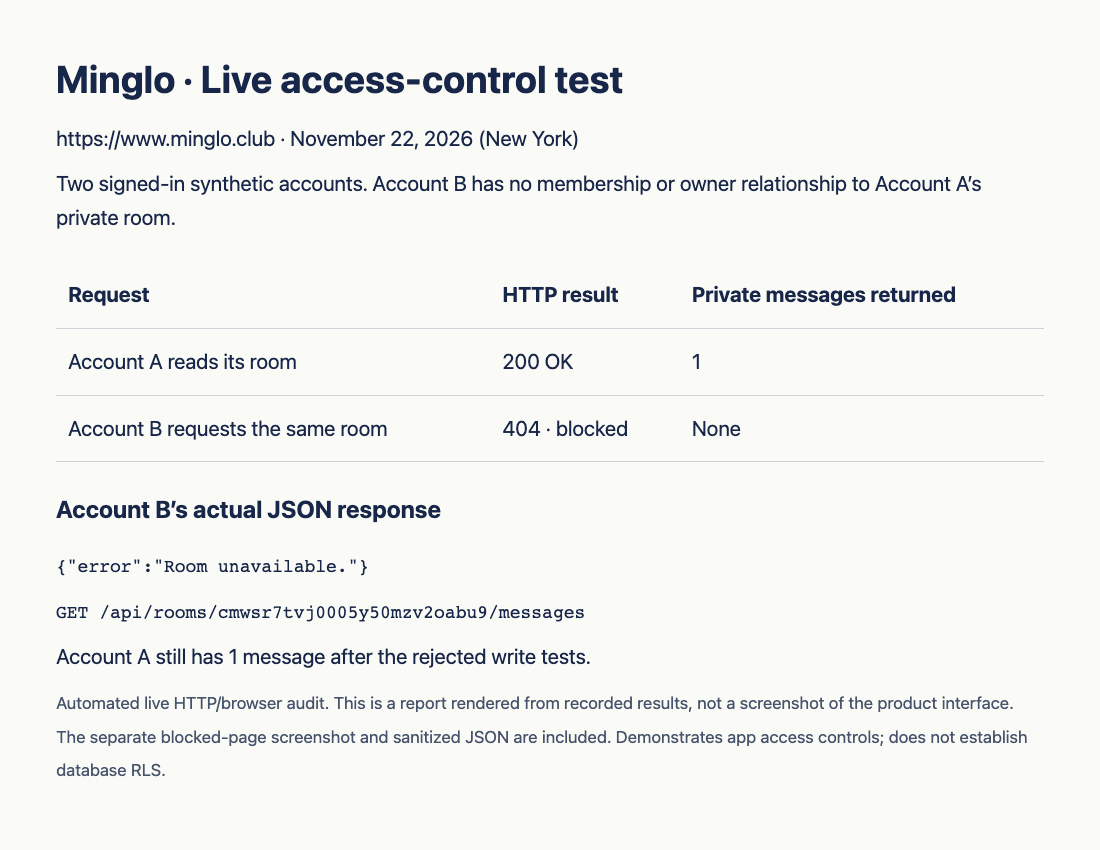 Minglo · Live access-control test
https://www.minglo.club · November 22, 2026 (New York)
Two signed-in synthetic accounts. Account B has no membership or owner relationship to Account A’s
private room.
Request HTTP result Private messages returned
Account A reads its room 200 OK 1
Account B requests the same room 404 · blocked None
Account B’s actual JSON response
{"error":"Room unavailable."}
GET /api/rooms/cmwsr7tvj0005y50mzv2oabu9/messages
Account A still has 1 message after the rejected write tests.
Automated live HTTP/browser audit. This is a report rendered from recorded results, not a screenshot of the product interface.
The separate blocked-page screenshot and sanitized JSON are included. Demonstrates app access controls; does not establish
database RLS.